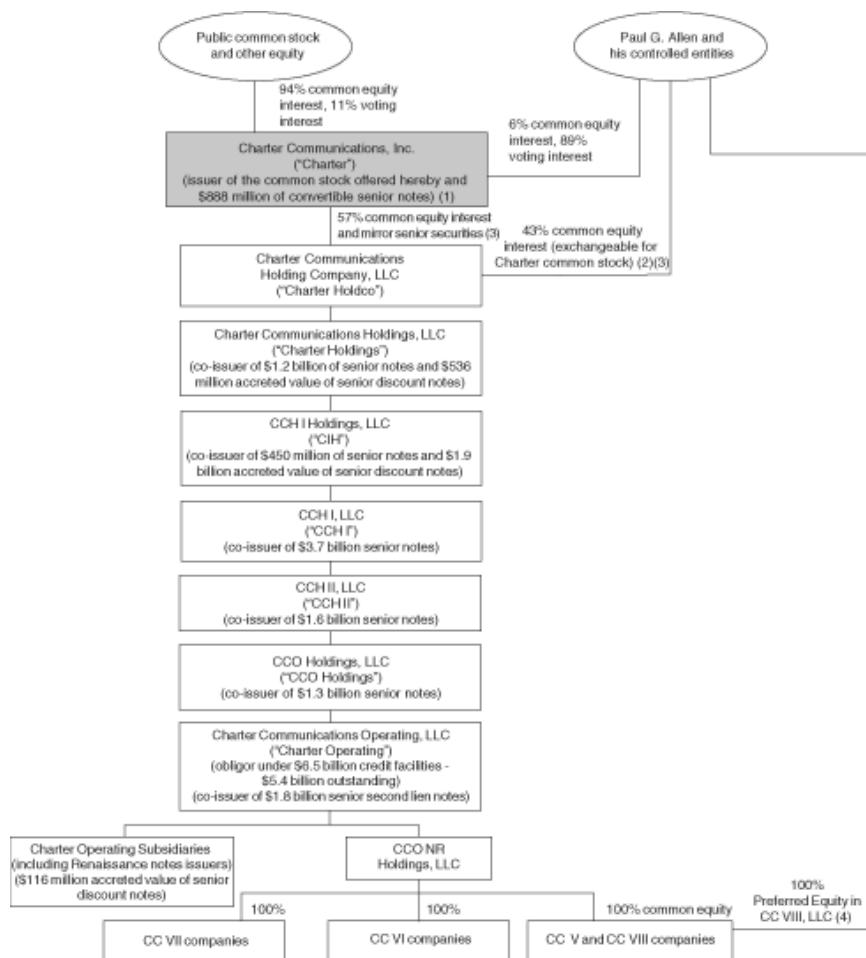 Public common stock
and other equity
Paul G. Allen and
his controlled entities
94% common equity
interest, 11% voting
interest
6% common equity
interest, 89%
voting interest
Charter Communications, Inc.
("Charter")
(issuer of the common stock offered hereby and
$888 million of convertible senior notes) (1)
57% common equity interest
and mirror senior securities (3)
43% common equity
interest (exchangeable for
Charter common stock) (2)(3)
Charter Communications
Holding Company, LLC
("Charter Holdco")
Charter Communications Holdings, LLC
("Charter Holdings")
(co-issuer of $1.2 billion of senior notes and $536
million accreted value of senior discount notes)
CCH I Holdings, LLC
("CIH")
(co-issuer of $450 million of senior notes and $1.9
billion accreted value of senior discount notes)
CCH I, LLC
("CCH I")
(co-issuer of $3.7 billion senior notes)
CCH II, LLC
("CCH II")
(co-issuer of $1.6 billion senior notes)
CCO Holdings, LLC
("CCO Holdings")
(co-issuer of $1.3 billion senior notes)
Charter Communications Operating, LLC
("Charter Operating")
(obligor under $6.5 billion credit facilities -
$5.4 billion outstanding)
(co-issuer of $1.8 billion senior second lien notes)
Charter Operating Subsidiaries
(including Renaissance notes issuers)
($116 million accreted value of senior
discount notes)
CCO NR
Holdings, LLC
100%
Preferred Equity in
CC VIII, LLC (4)
100%
100%
100% common equity
CC VII companies
CC VI companies
CC V and CC VIII companies